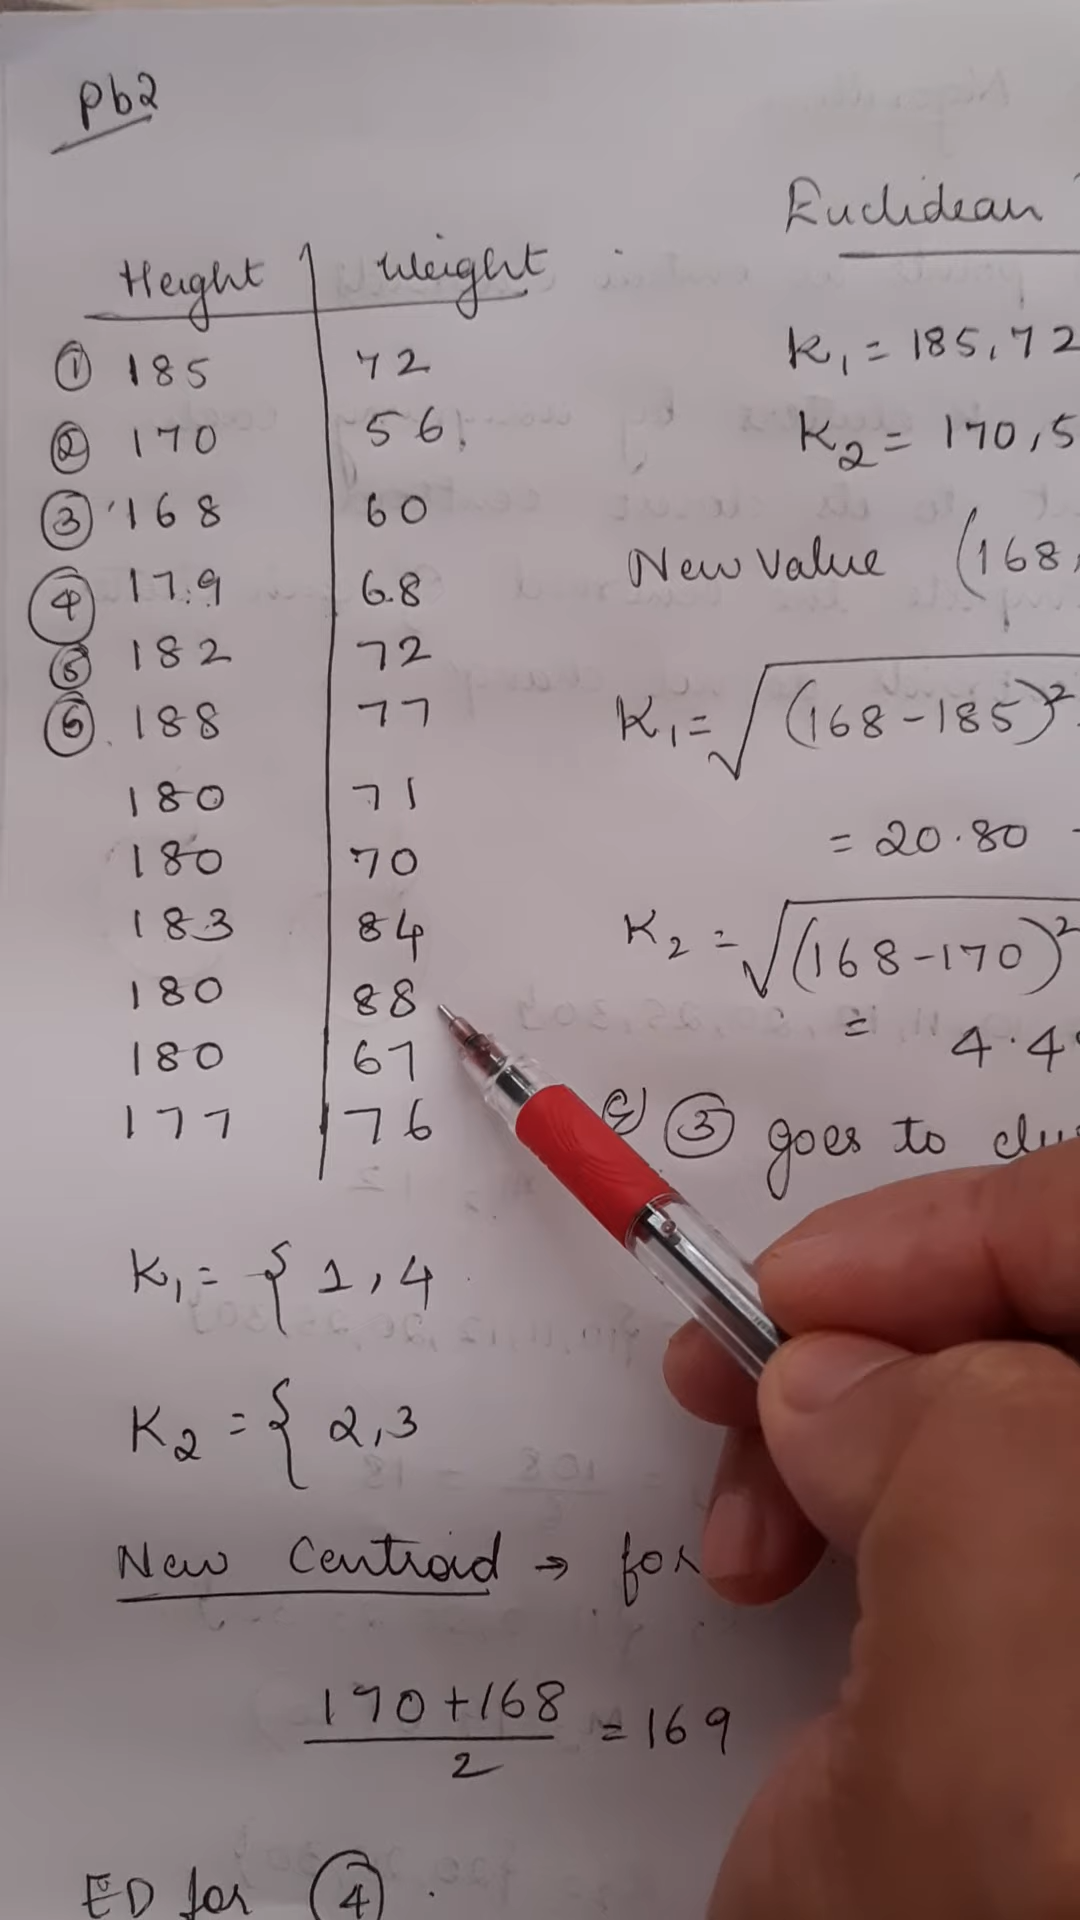 Pb2
Euclidean
Height Weight
① 185 72
② 170 56
③ 168 60
④ 179 68
⑤ 182 72
⑥ 188 77
180 71
180 70
183 84
180 88
180 67
177 76
K₁ = 185, 72
K₂ = 170, 5
New Value (168,
K₁ = √(168-185)²
= 20.80
K₂ = √(168-170)²
= 4.4
③ goes to clu
K₁ = { 1, 4
K₂ = { 2, 3
New Centroid → for
170+168
2
= 169
ED for ④